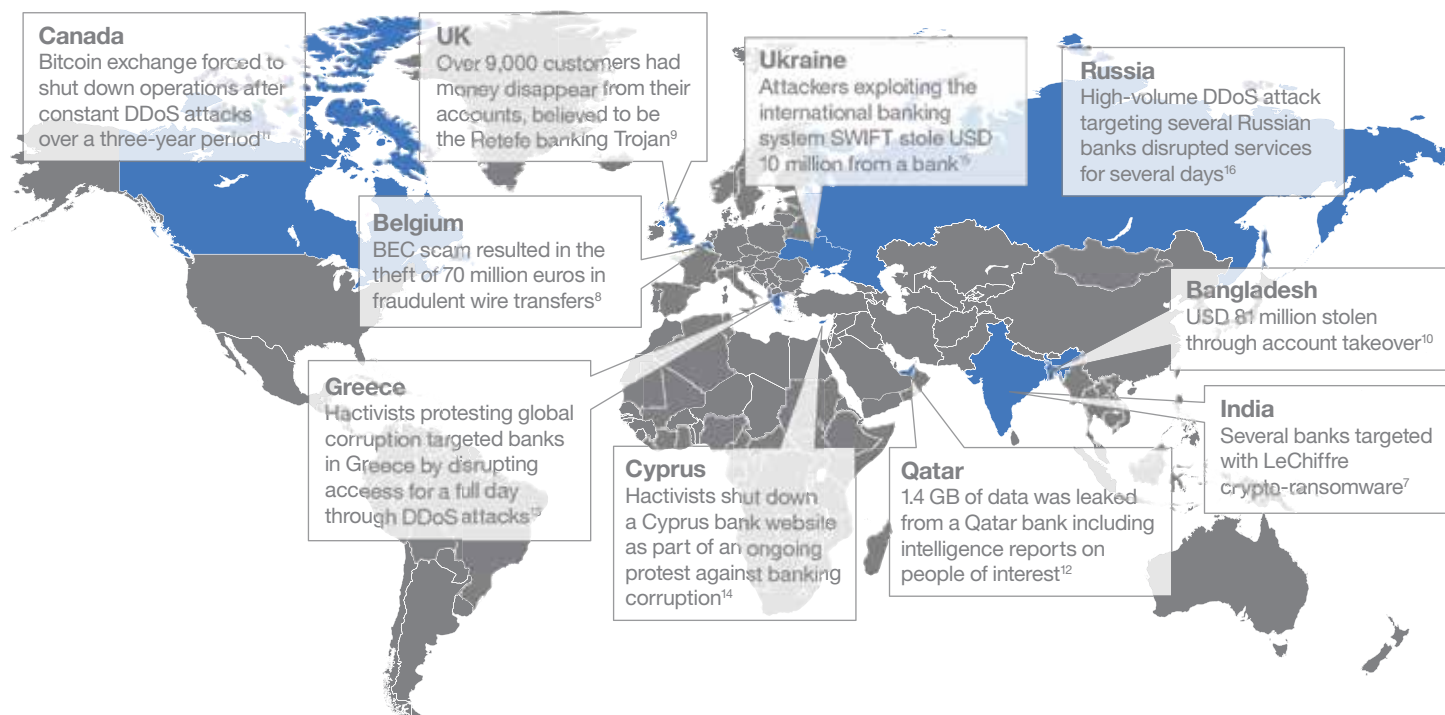 Canada
Bitcoin exchange forced to
shut down operations after
constant DDoS attacks
over a three-year period¹¹
UK
Over 9,000 customers had
money disappear from their
accounts, believed to be
the Retefe banking Trojan⁹
Ukraine
Attackers exploiting the
international banking
system SWIFT stole USD
10 million from a bank¹⁵
Russia
High-volume DDoS attack
targeting several Russian
banks disrupted services
for several days¹⁶
Belgium
BEC scam resulted in the
theft of 70 million euros in
fraudulent wire transfers⁸
Bangladesh
USD 81 million stolen
through account takeover¹⁰
Greece
Hactivists protesting global
corruption targeted banks
in Greece by disrupting
access for a full day
through DDoS attacks¹³
Cyprus
Hactivists shut down
a Cyprus bank website
as part of an ongoing
protest against banking
corruption¹⁴
Qatar
1.4 GB of data was leaked
from a Qatar bank including
intelligence reports on
people of interest¹²
India
Several banks targeted
with LeChiffre
crypto-ransomware⁷